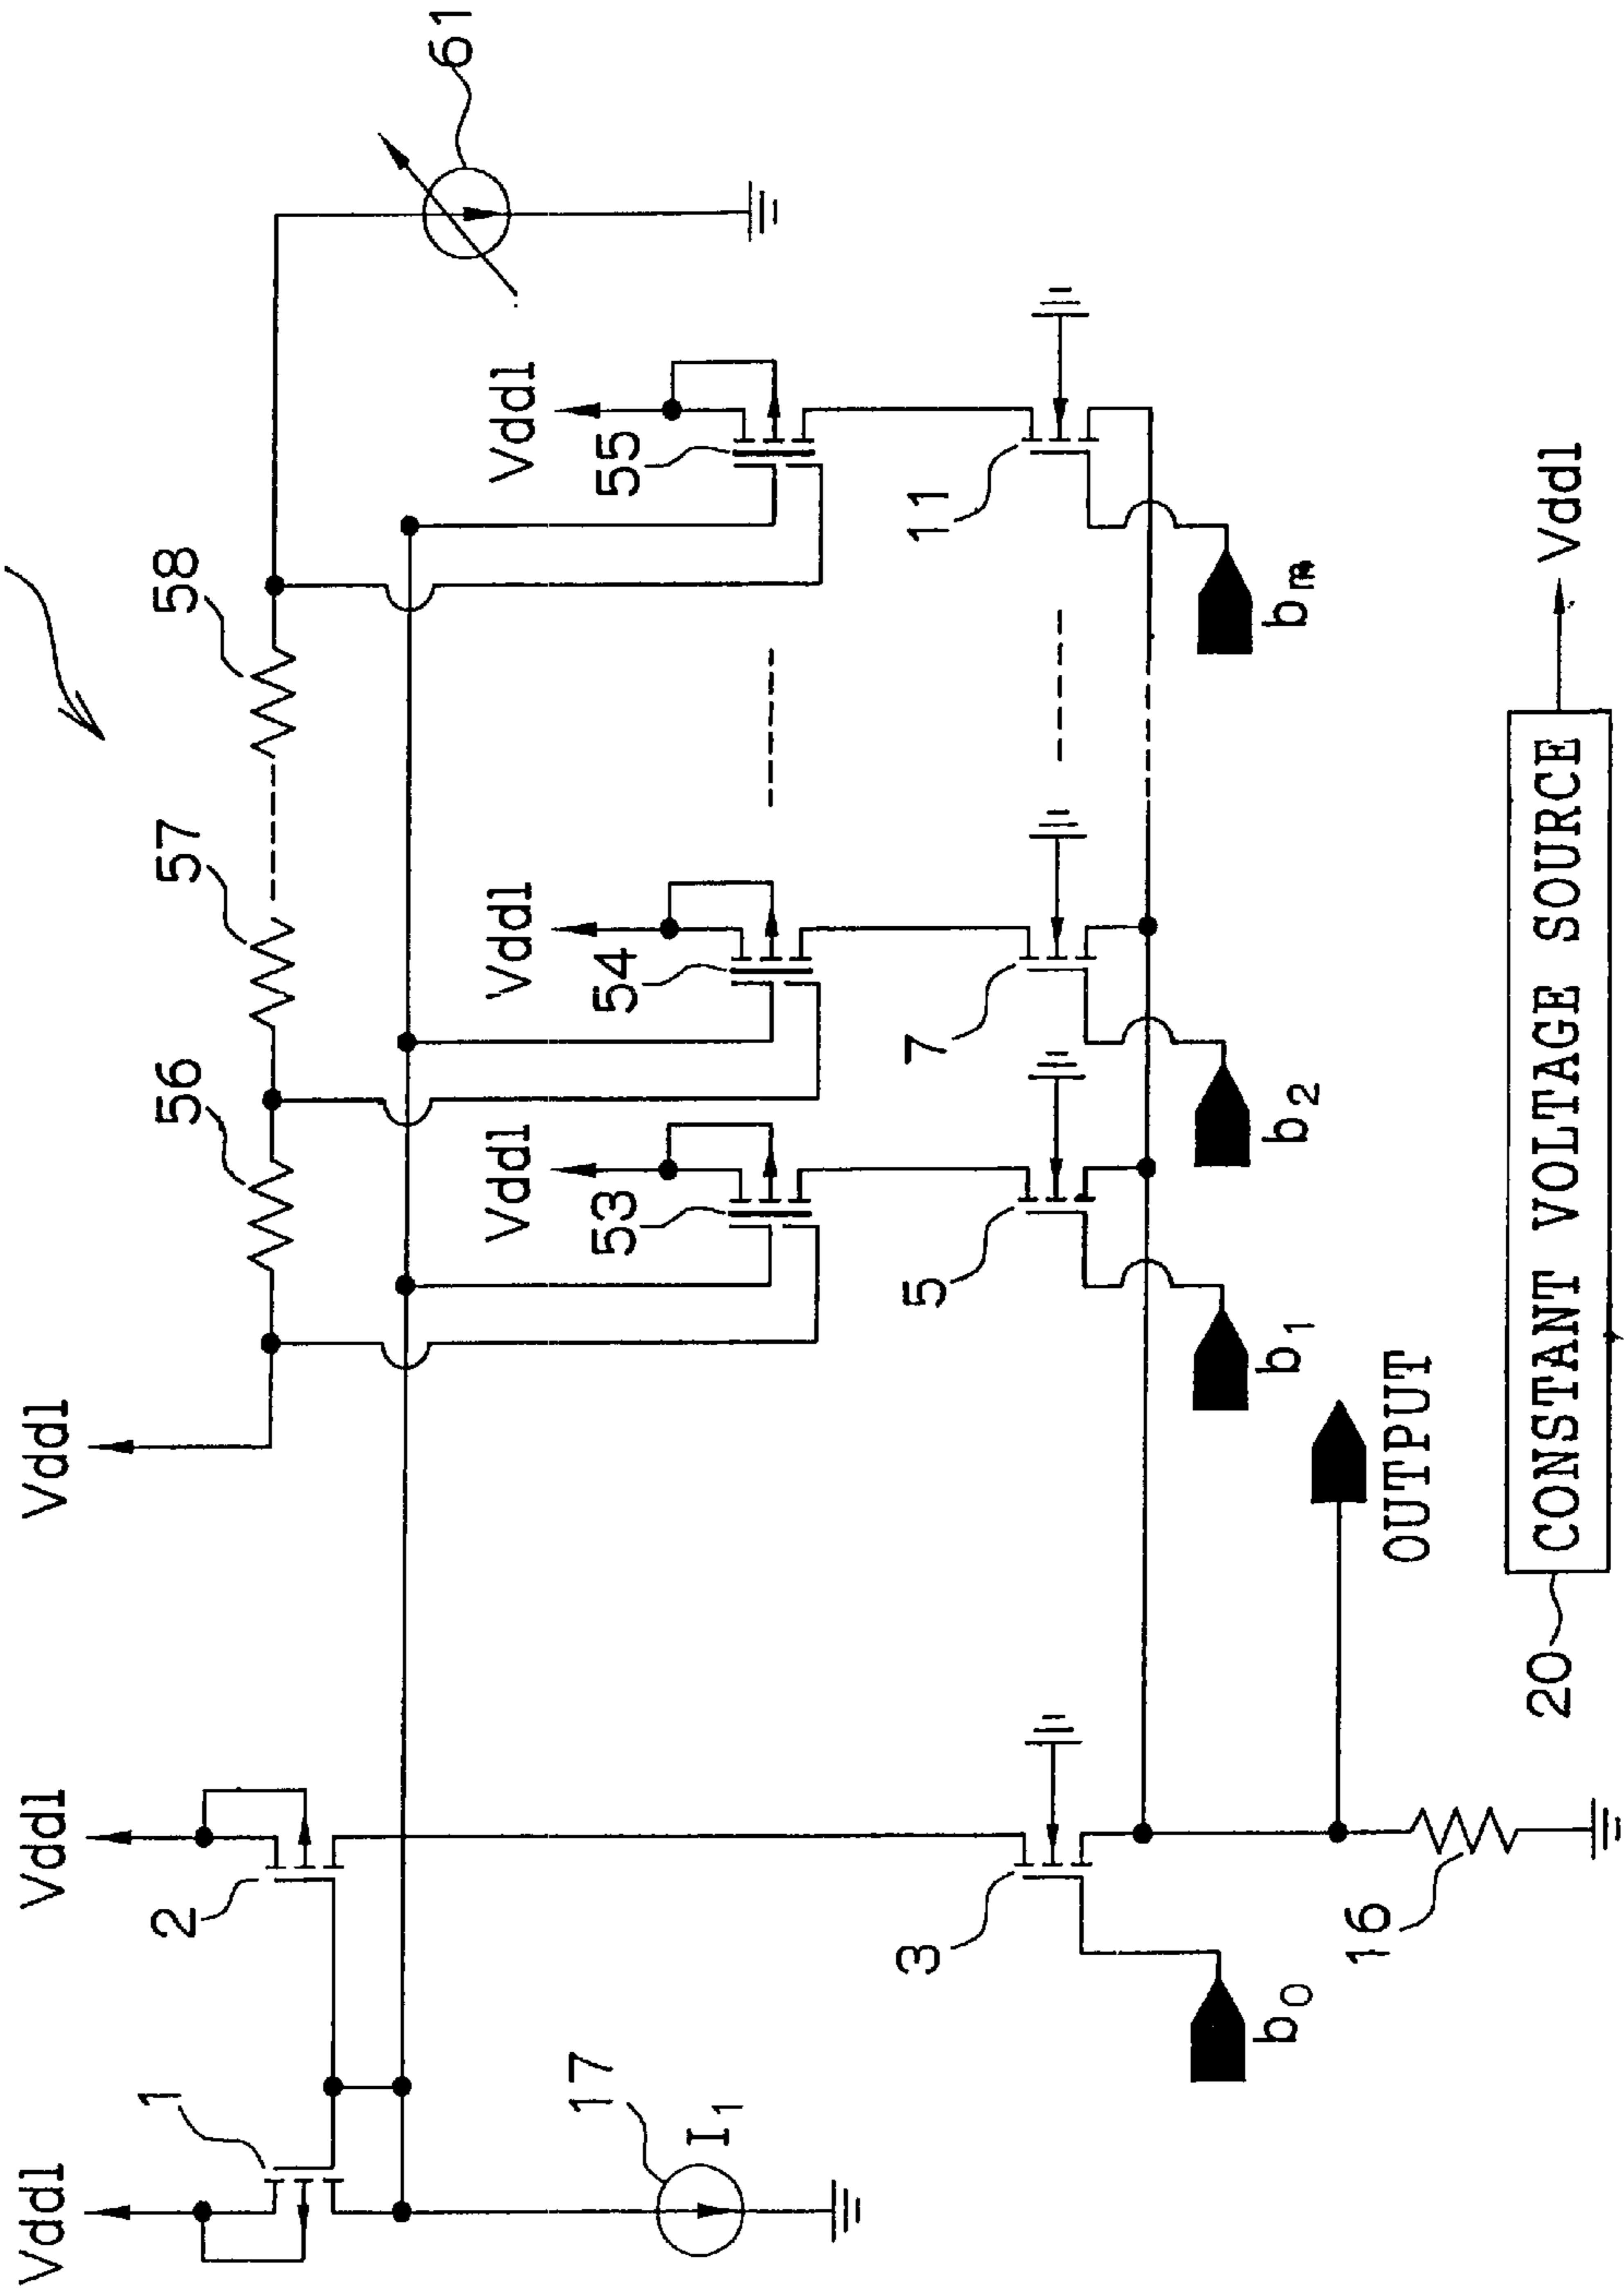 Vdd1
Vdd1
Vdd1
1
2
56
57
58
61
Vdd1
Vdd1
Vdd1
53
54
55
17
I1
3
5
7
11
b0
b1
b2
bm
16
OUTPUT
20
CONSTANT VOLTAGE SOURCE
Vdd1